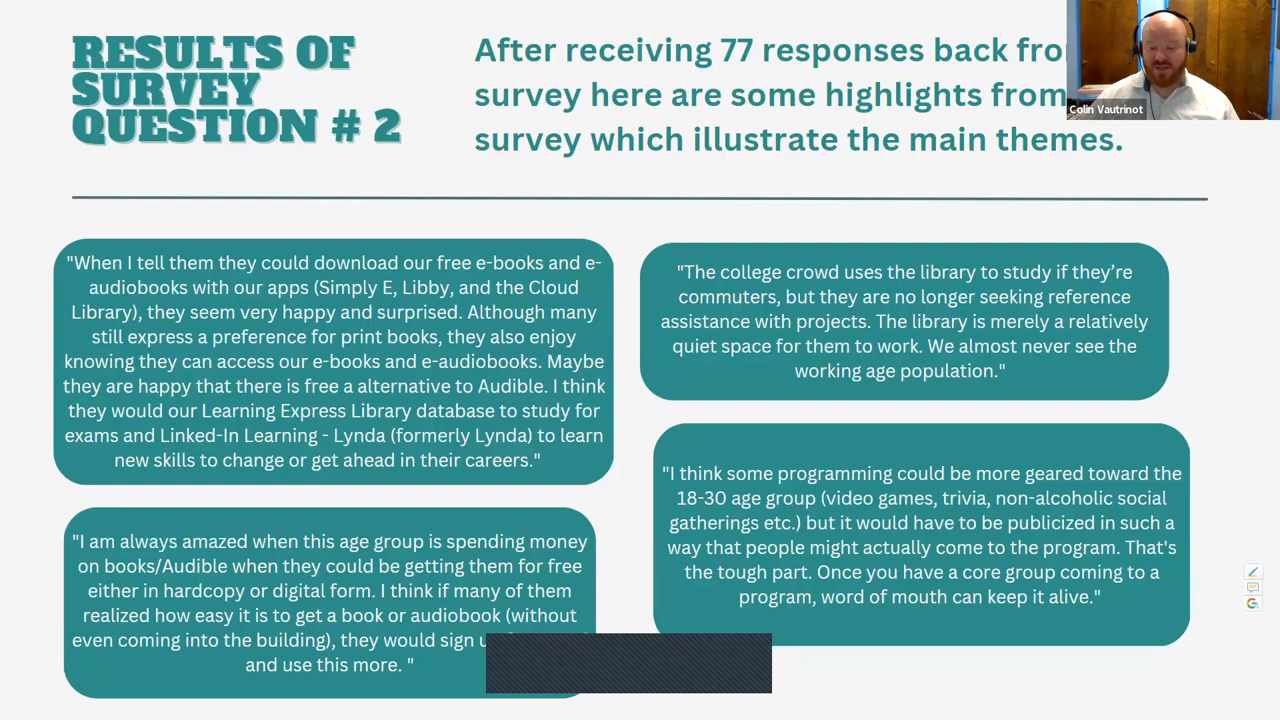 RESULTS OF
SURVEY
QUESTION # 2
After receiving 77 responses back
survey here are some highlights from
survey which illustrate the main themes.
Colin Vautrinot
"When I tell them they could download our free e-books and e-
audiobooks with our apps (Simply E, Libby, and the Cloud
Library), they seem very happy and surprised. Although many
still express a preference for print books, they also enjoy
knowing they can access our e-books and e-audiobooks. Maybe
they are happy that there is free a alternative to Audible. I think
they would our Learning Express Library database to study for
exams and Linked-In Learning - Lynda (formerly Lynda) to learn
new skills to change or get ahead in their careers."
"The college crowd uses the library to study if they're
commuters, but they are no longer seeking reference
assistance with projects. The library is merely a relatively
quiet space for them to work. We almost never see the
working age population."
"I am always amazed when this age group is spending money
on books/Audible when they could be getting them for free
either in hardcopy or digital form. I think if many of them
realized how easy it is to get a book or audiobook (without
even coming into the building), they would sign
and use this more. "
"I think some programming could be more geared toward the
18-30 age group (video games, trivia, non-alcoholic social
gatherings etc.) but it would have to be publicized in such a
way that people might actually come to the program. That's
the tough part. Once you have a core group coming to a
program, word of mouth can keep it alive."